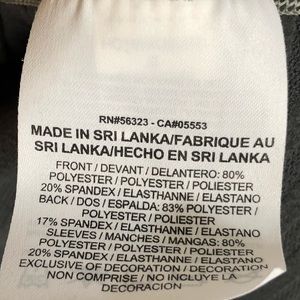 RN#56323 - CA#05553
MADE IN SRI LANKA/FABRIQUE AU
SRI LANKA/HECHO EN SRI LANKA
FRONT / DEVANT / DELANTERO: 80%
POLYESTER / POLYESTER / POLIESTER
20% SPANDEX / ELASTHANNE / ELASTANO
BACK / DOS / ESPALDA: 83% POLYESTER /
POLYESTER / POLIESTER
17% SPANDEX / ELASTHANNE / ELASTANO
SLEEVES / MANCHES / MANGAS: 80%
POLYESTER / POLYESTER / POLIESTER
20% SPANDEX / ELASTHANNE / ELASTANO
EXCLUSIVE OF DECORATION / DECORATION
NON COMPRISE / NO INCLUYE LA
DECORACION